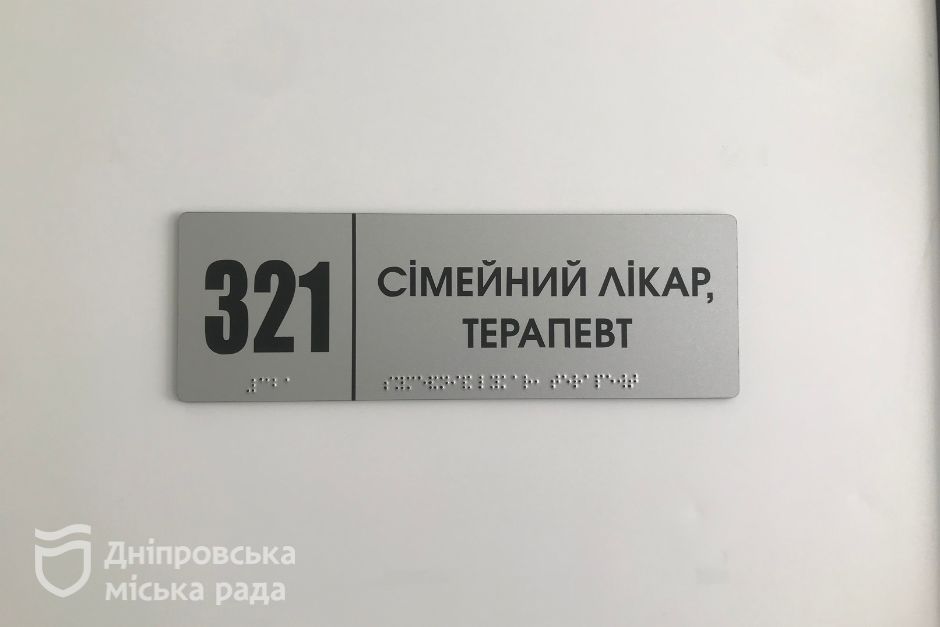 321
СІМЕЙНИЙ ЛІКАР,
ТЕРАПЕВТ
Дніпровська
міська рада